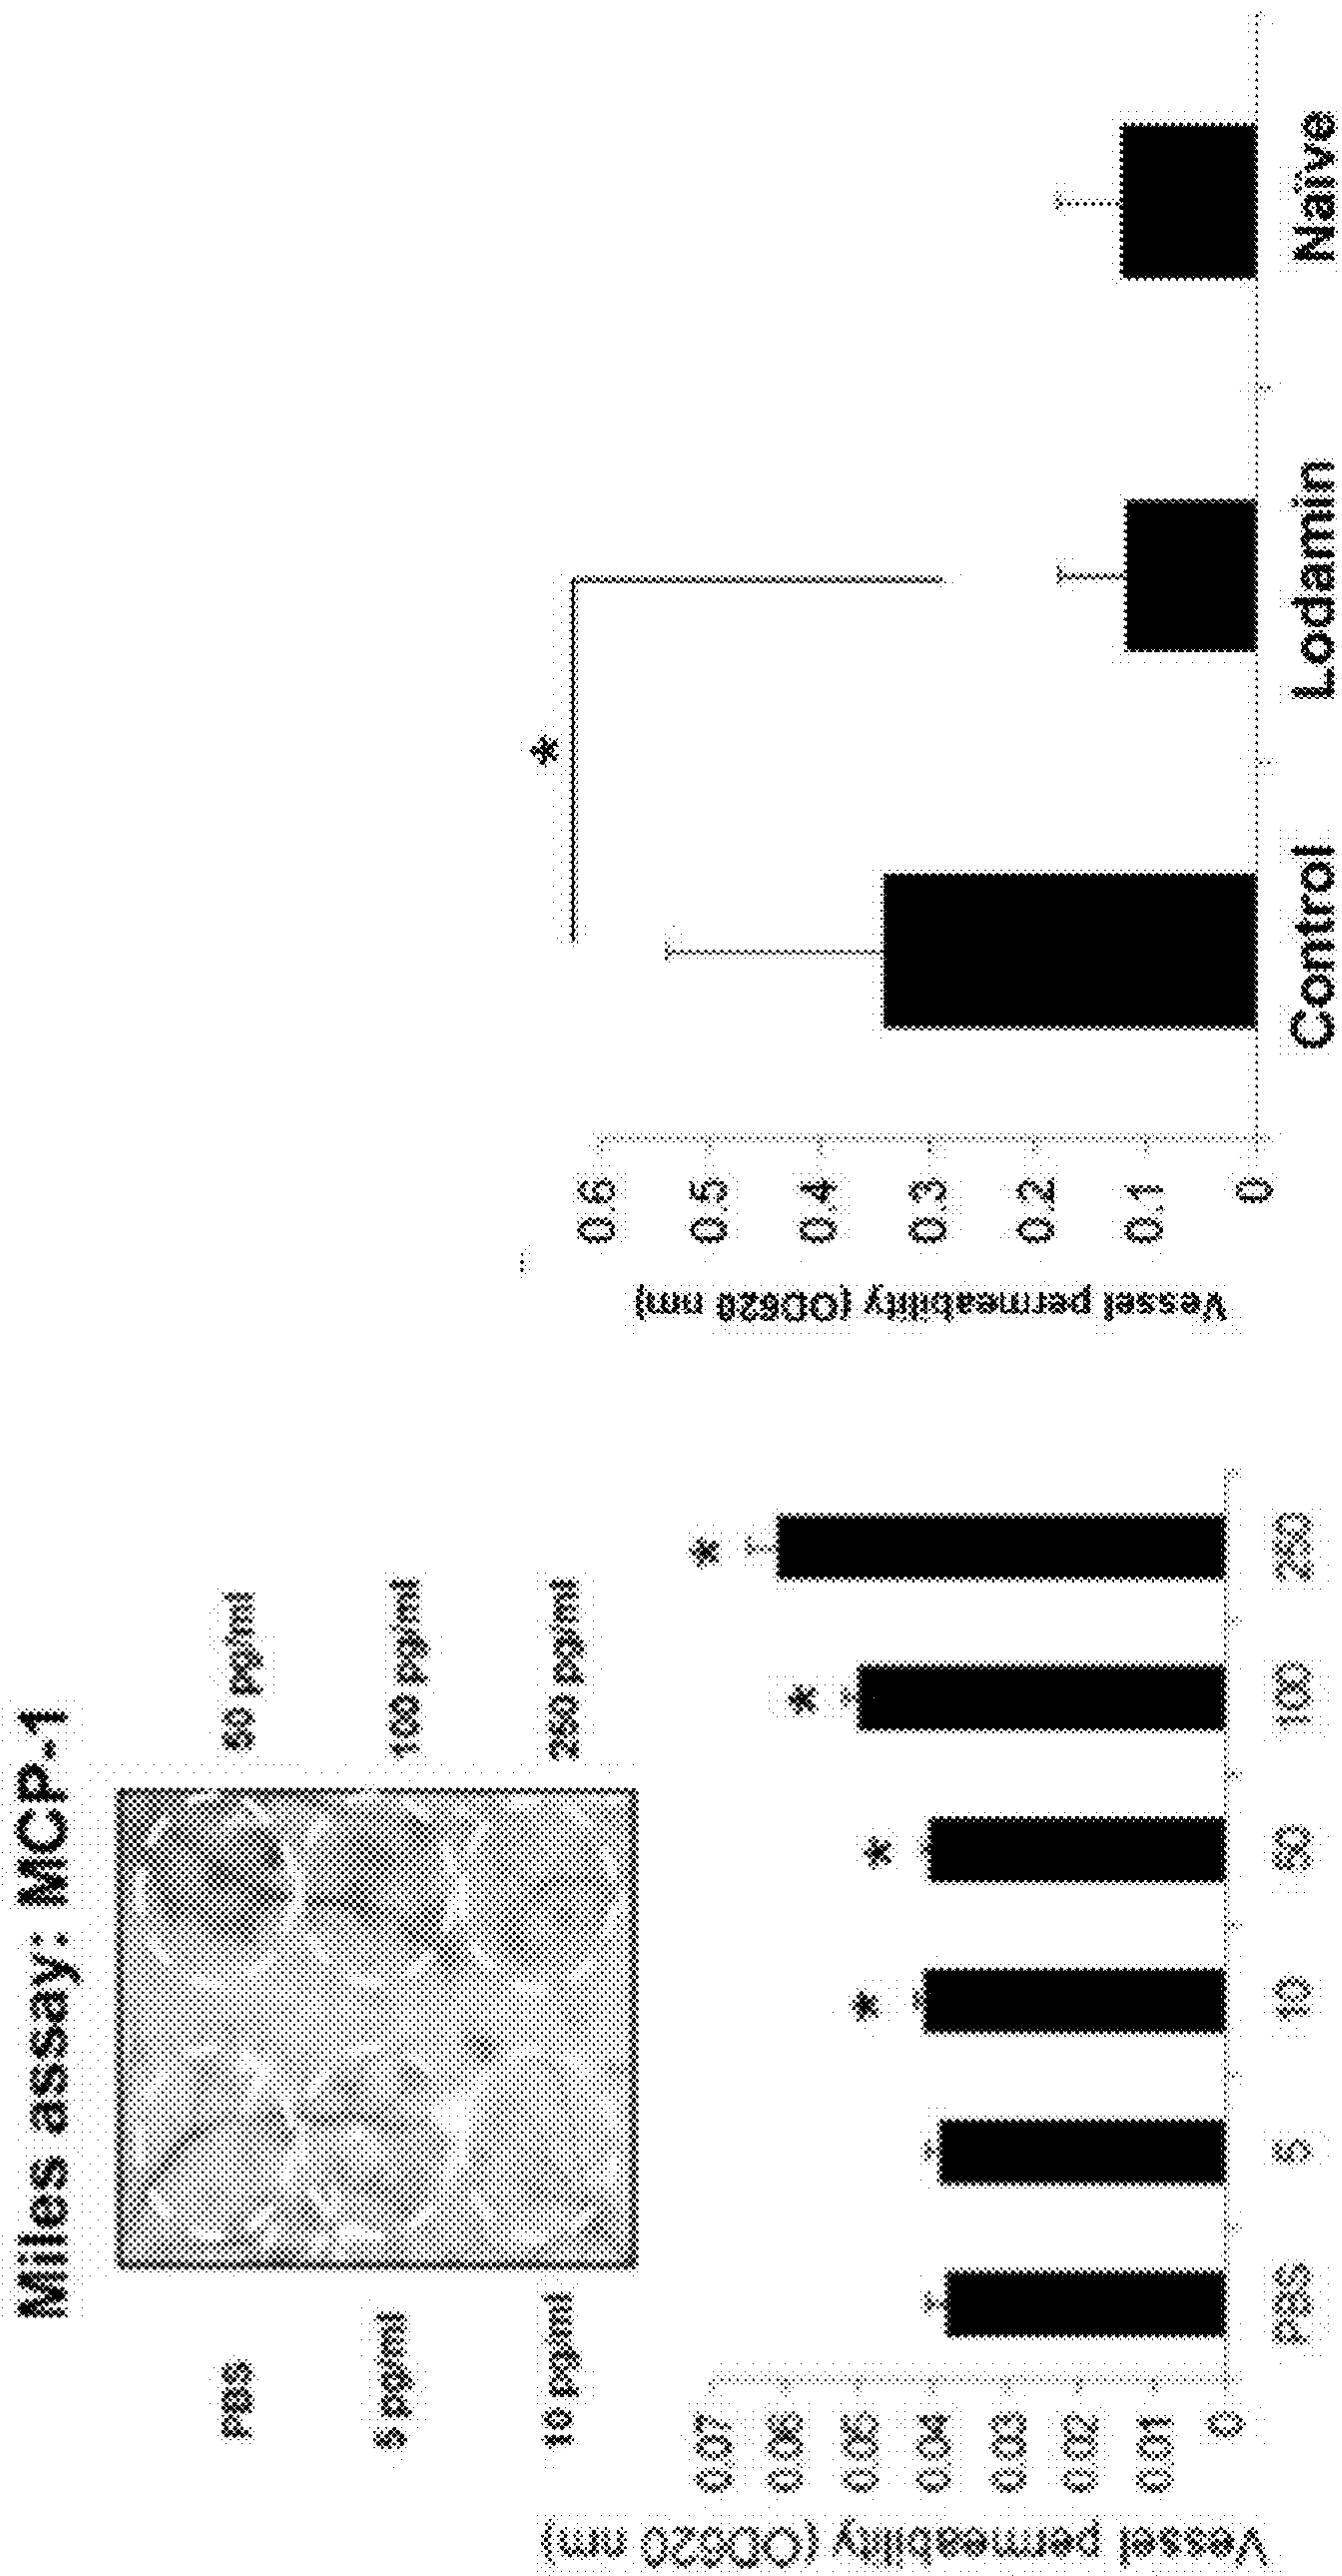 Miles assay: MCP-1
PBS
50 pg/ml
5 pg/ml
100 pg/ml
10 pg/ml
250 pg/ml
Vessel permeability (OD620 nm)
0.07
0.06
0.05
0.04
0.03
0.02
0.01
0
*
*
*
*
PBS
5
10
50
100
250
Vessel permeability (OD620 nm)
0.6
0.5
0.4
0.3
0.2
0.1
0
*
Control
Lodamin
Naïve